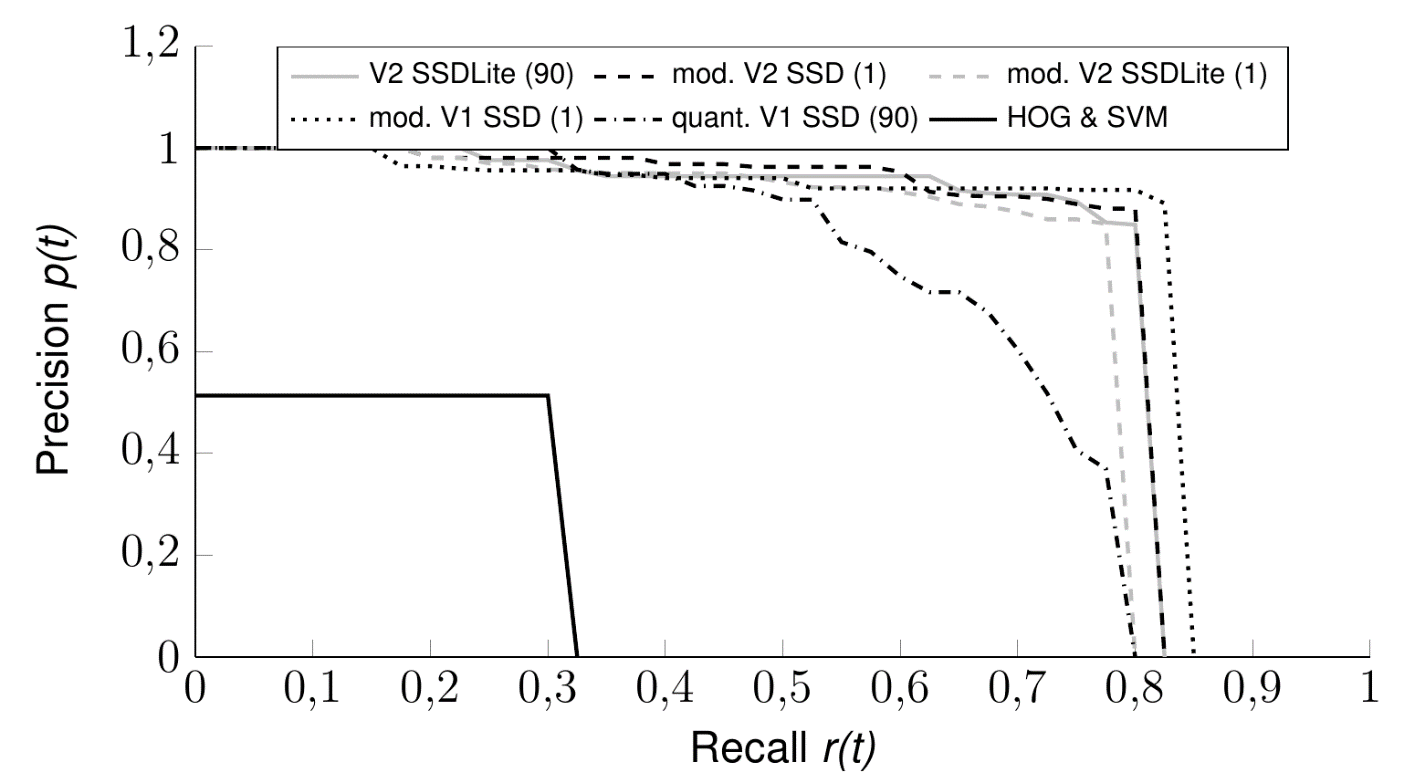 1,2
V2 SSDLite (90) mod. V2 SSD (1) mod. V2 SSDLite (1)
mod. V1 SSD (1) quant. V1 SSD (90) HOG & SVM
1
0,8
0,6
0,4
0,2
0
Precision p(t)
0 0,1 0,2 0,3 0,4 0,5 0,6 0,7 0,8 0,9 1
Recall r(t)